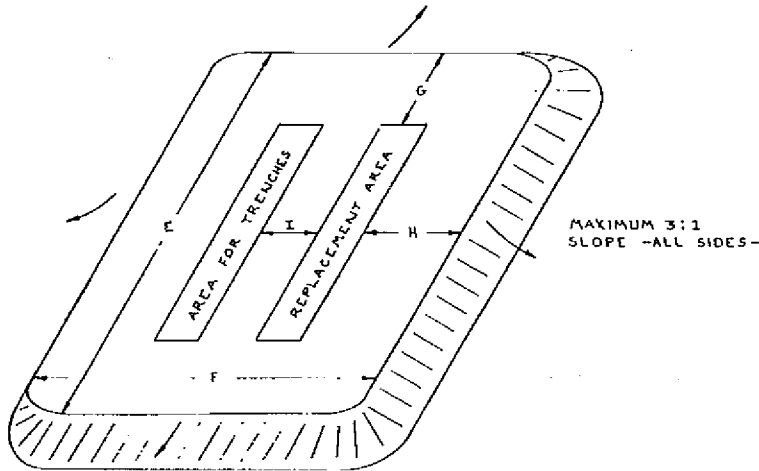 G
E
AREA FOR TRENCHES
I
REPLACEMENT AREA
H
MAXIMUM 3:1
SLOPE -ALL SIDES-
F